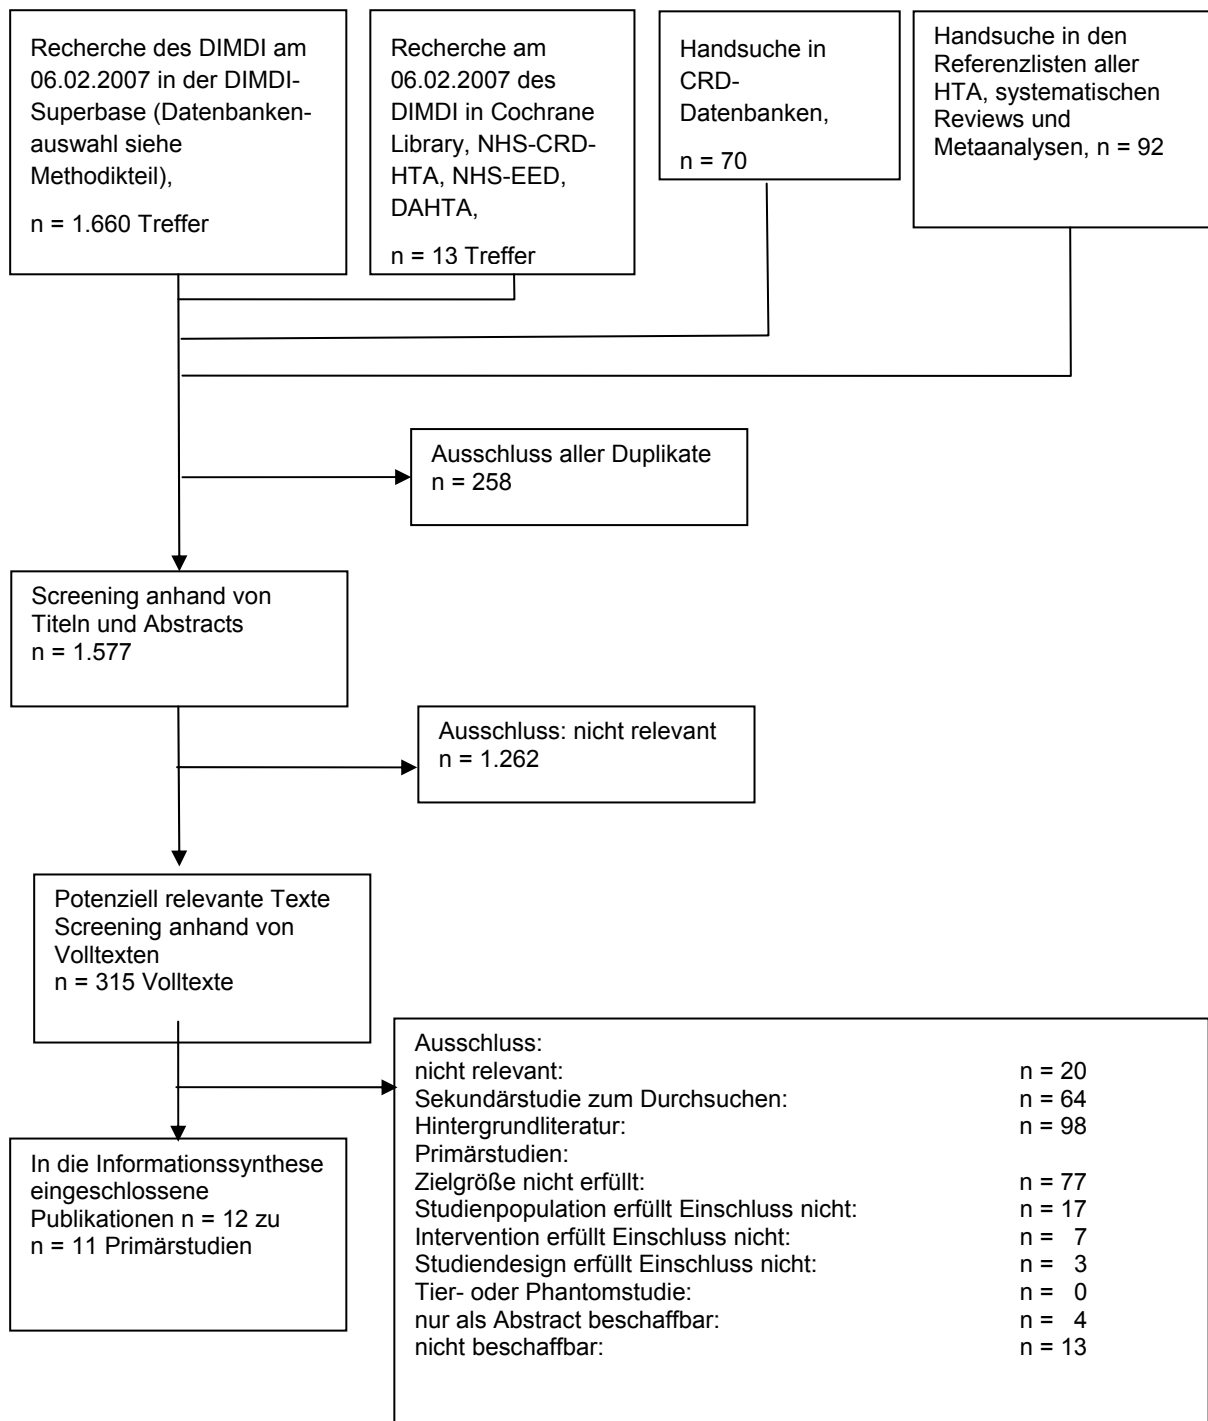 Recherche des DIMDI am
06.02.2007 in der DIMDI-
Superbase (Datenbanken-
auswahl siehe
Methodikteil),
n = 1.660 Treffer
Recherche am
06.02.2007 des
DIMDI in Cochrane
Library, NHS-CRD-
HTA, NHS-EED,
DAHTA,
n = 13 Treffer
Handsuche in
CRD-
Datenbanken,
n = 70
Handsuche in den
Referenzlisten aller
HTA, systematischen
Reviews und
Metaanalysen, n = 92
Ausschluss aller Duplikate
n = 258
Screening anhand von
Titeln und Abstracts
n = 1.577
Ausschluss: nicht relevant
n = 1.262
Potenziell relevante Texte
Screening anhand von
Volltexten
n = 315 Volltexte
Ausschluss:
nicht relevant: n = 20
Sekundärstudie zum Durchsuchen: n = 64
Hintergrundliteratur: n = 98
Primärstudien:
Zielgröße nicht erfüllt: n = 77
Studienpopulation erfüllt Einschluss nicht: n = 17
Intervention erfüllt Einschluss nicht: n = 7
Studiendesign erfüllt Einschluss nicht: n = 3
Tier- oder Phantomstudie: n = 0
nur als Abstract beschaffbar: n = 4
nicht beschaffbar: n = 13
In die Informationssynthese
eingeschlossene
Publikationen n = 12 zu
n = 11 Primärstudien